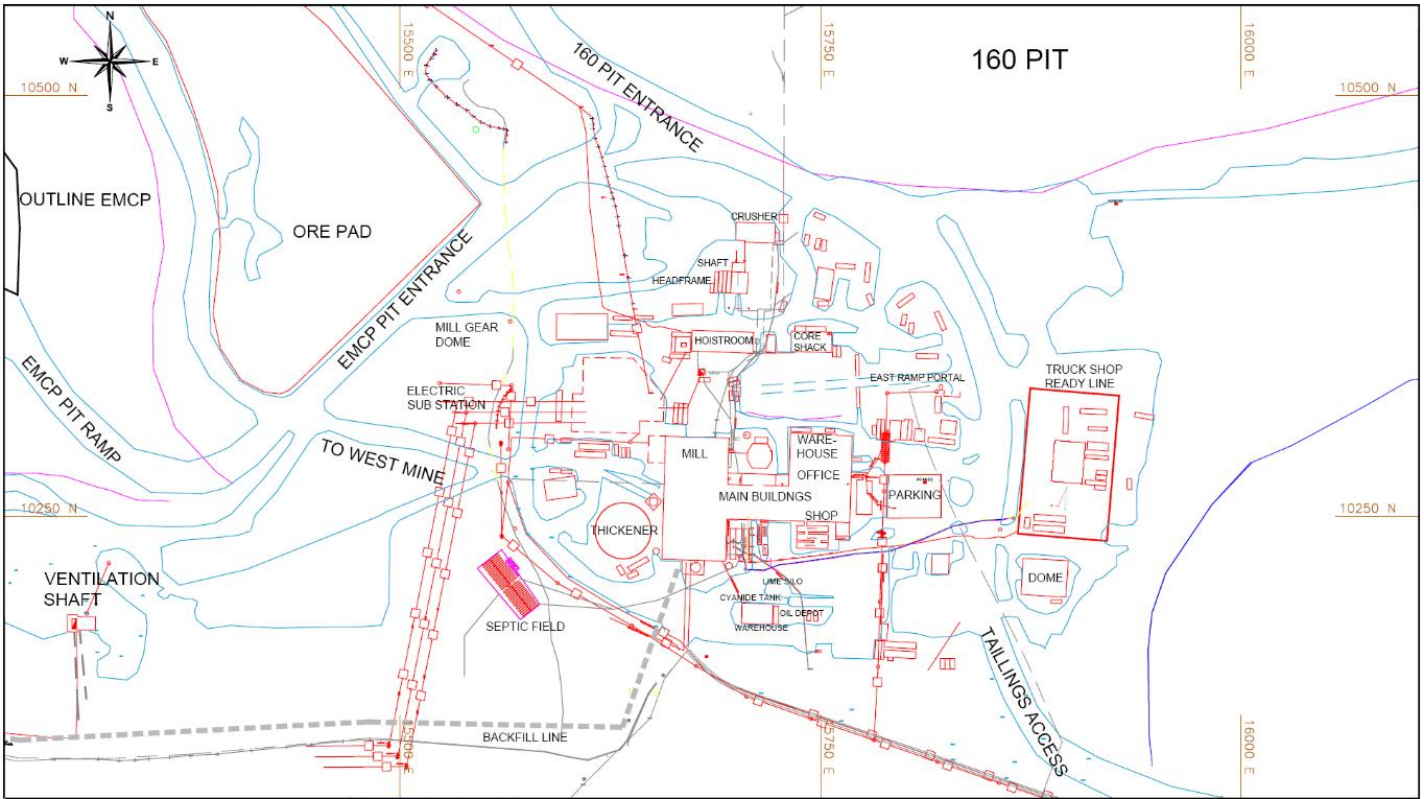 N
W E
S
15500 E
15750 E
16000 E
10500 N
10500 N
160 PIT
160 PIT ENTRANCE
OUTLINE EMCP
ORE PAD
CRUSHER
SHAFT
HEADFRAME
EMCP PIT ENTRANCE
MILL GEAR
DOME
HOISTROOM
CORE
SHACK
EMCP PIT RAMP
ELECTRIC
SUB STATION
EAST RAMP PORTAL
TRUCK SHOP
READY LINE
TO WEST MINE
MILL
WARE-
HOUSE
OFFICE
MAIN BUILDNGS
PARKING
SHOP
10250 N
10250 N
THICKENER
VENTILATION
SHAFT
DOME
LIME SILO
CYANIDE TANK
OIL DEPOT
WAREHOUSE
SEPTIC FIELD
TAILLINGS ACCESS
BACKFILL LINE
15500 E
15750 E
16000 E